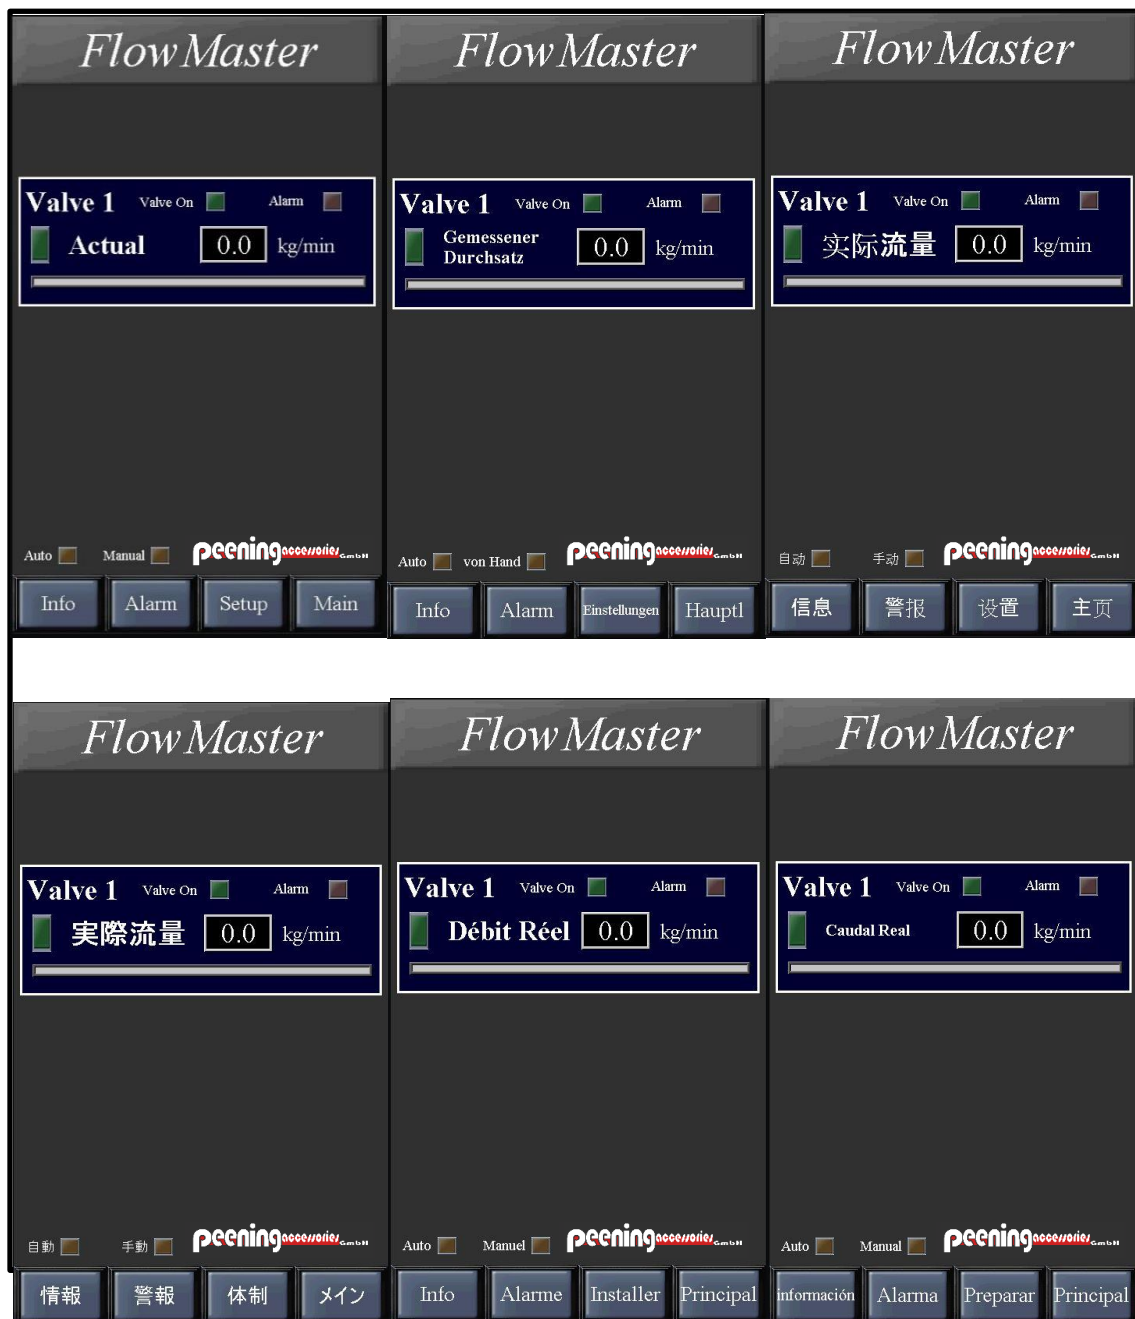 FlowMaster
Valve 1 Valve On Alarm
Actual 0.0 kg/min
Auto Manual peening accessories GmbH
Info Alarm Setup Main
FlowMaster
Valve 1 Valve On Alarm
Gemessener
Durchsatz 0.0 kg/min
Auto von Hand peening accessories GmbH
Info Alarm Einstellungen Hauptl
FlowMaster
Valve 1 Valve On Alarm
实际流量 0.0 kg/min
自动 手动 peening accessories GmbH
信息 警报 设置 主页
FlowMaster
Valve 1 Valve On Alarm
実際流量 0.0 kg/min
自動 手動 peening accessories GmbH
情報 警報 体制 メイン
FlowMaster
Valve 1 Valve On Alarm
Débit Réel 0.0 kg/min
Auto Manuel peening accessories GmbH
Info Alarme Installer Principal
FlowMaster
Valve 1 Valve On Alarm
Caudal Real 0.0 kg/min
Auto Manual peening accessories GmbH
información Alarma Preparar Principal